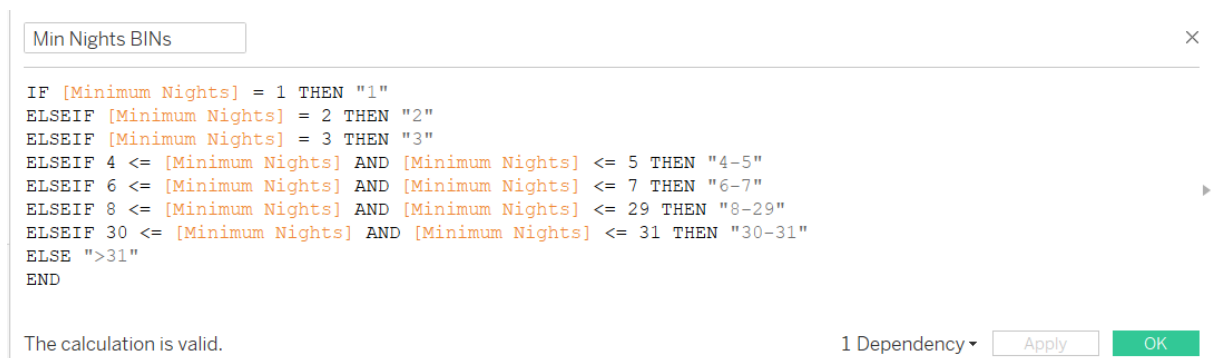 Min Nights BINs
IF [Minimum Nights] = 1 THEN "1"
ELSEIF [Minimum Nights] = 2 THEN "2"
ELSEIF [Minimum Nights] = 3 THEN "3"
ELSEIF 4 <= [Minimum Nights] AND [Minimum Nights] <= 5 THEN "4-5"
ELSEIF 6 <= [Minimum Nights] AND [Minimum Nights] <= 7 THEN "6-7"
ELSEIF 8 <= [Minimum Nights] AND [Minimum Nights] <= 29 THEN "8-29"
ELSEIF 30 <= [Minimum Nights] AND [Minimum Nights] <= 31 THEN "30-31"
ELSE ">31"
END
The calculation is valid. 1 Dependency Apply OK